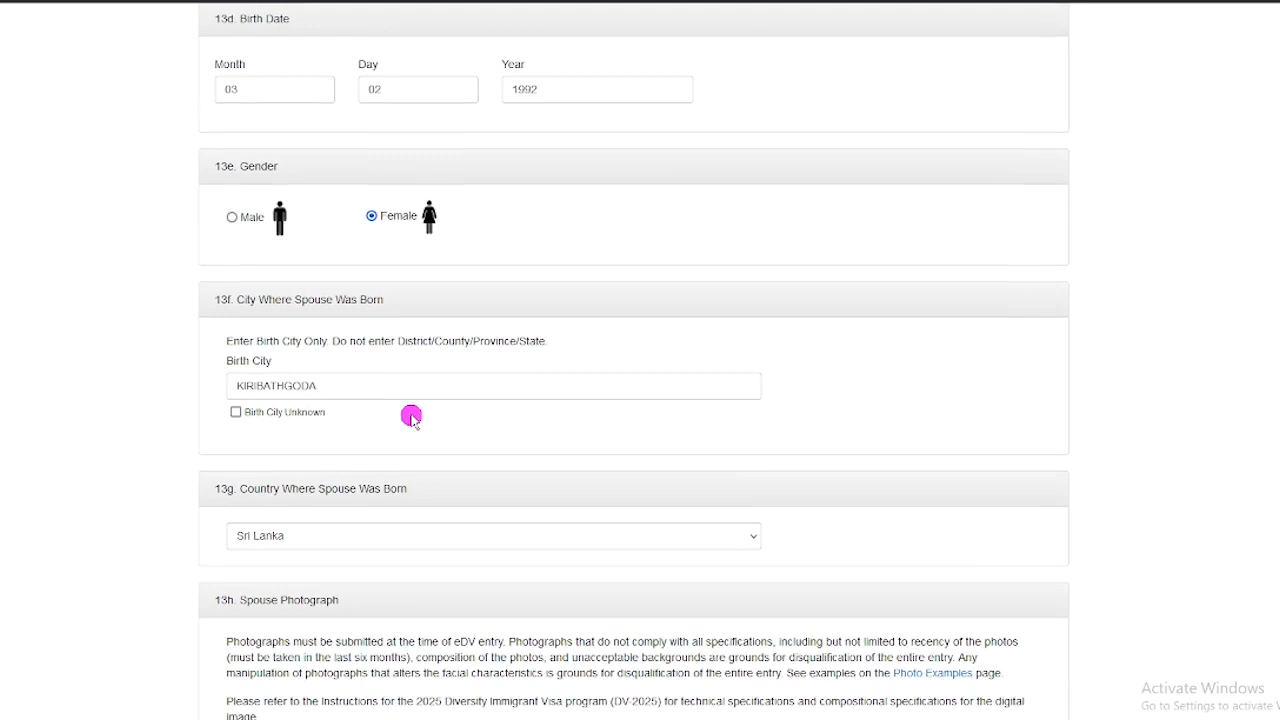 13d. Birth Date
Month Day Year
03 02 1992
13e. Gender
Male Female
13f. City Where Spouse Was Born
Enter Birth City Only. Do not enter District/County/Province/State.
Birth City
KIRIBATHGODA
Birth City Unknown
13g. Country Where Spouse Was Born
Sri Lanka
13h. Spouse Photograph
Photographs must be submitted at the time of eDV entry. Photographs that do not comply with all specifications, including but not limited to recency of the photos
(must be taken in the last six months), composition of the photos, and unacceptable backgrounds are grounds for disqualification of the entire entry. Any
manipulation of photographs that alters the facial characteristics is grounds for disqualification of the entire entry. See examples on the Photo Examples page.
Please refer to the Instructions for the 2025 Diversity Immigrant Visa program (DV-2025) for technical specifications and compositional specifications for the digital
image
Activate Windows
Go to Settings to activate